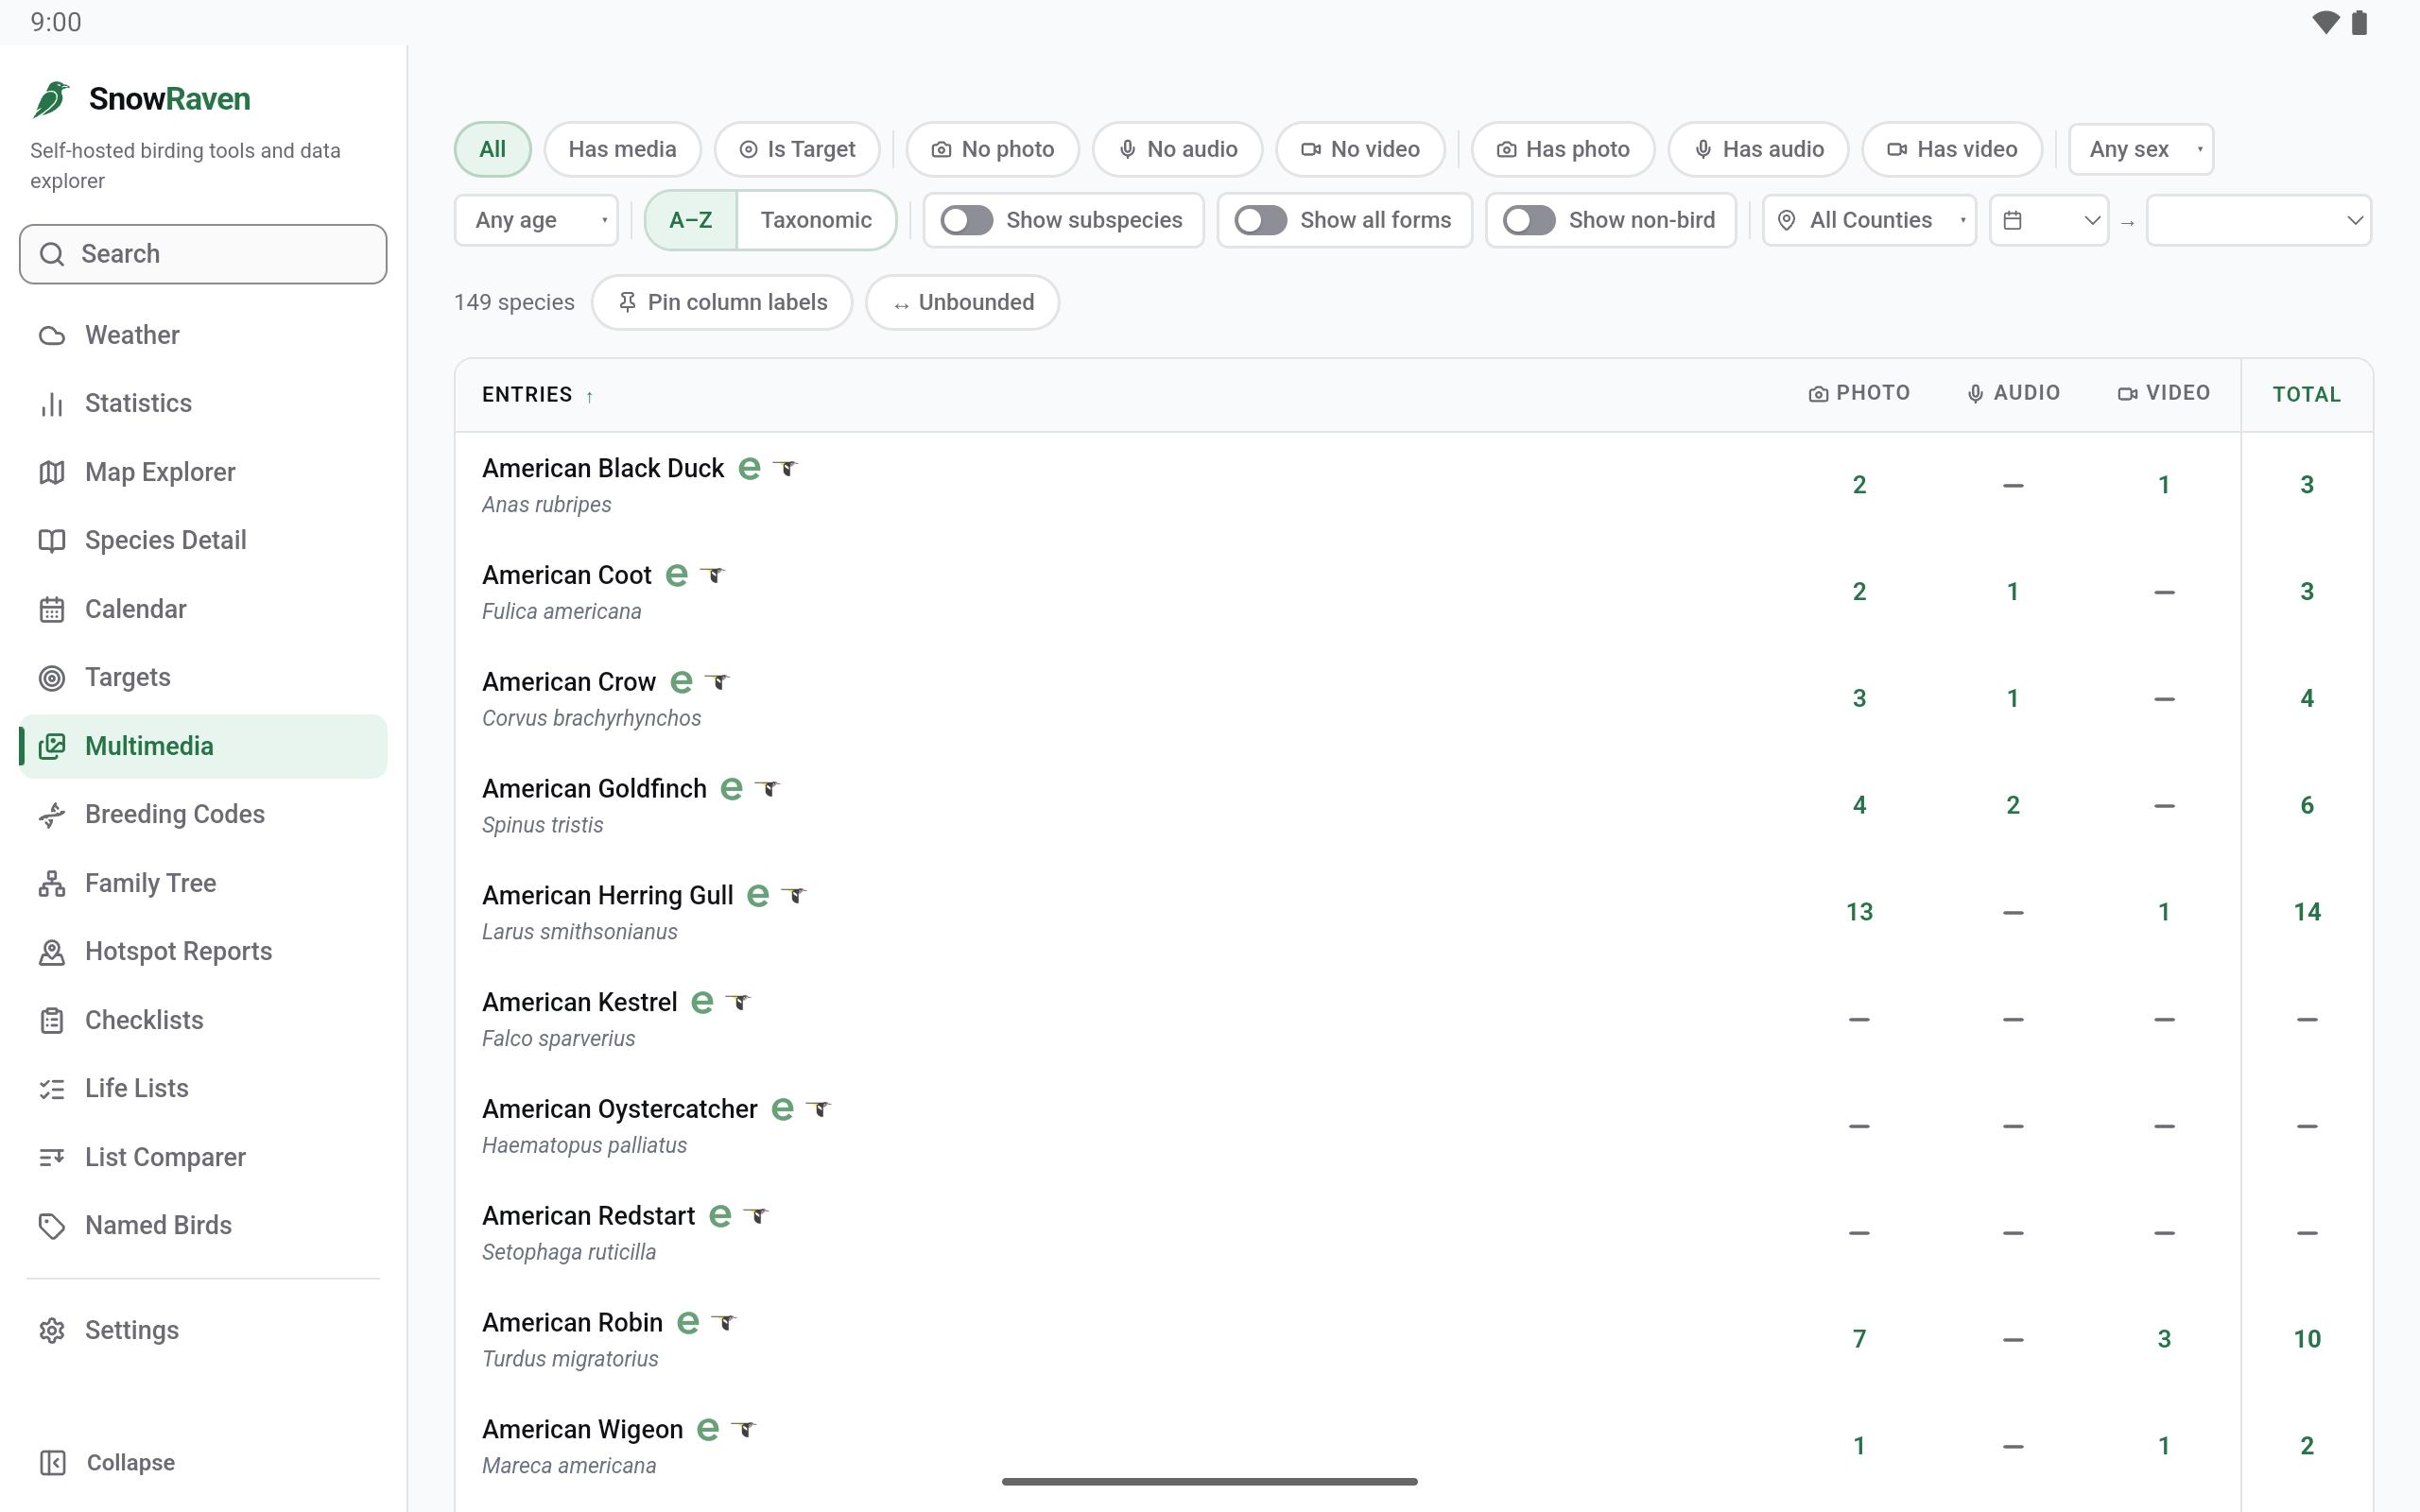 9:00
SnowRaven
Self-hosted birding tools and data
explorer
Search
Weather
Statistics
Map Explorer
Species Detail
Calendar
Targets
Multimedia
Breeding Codes
Family Tree
Hotspot Reports
Checklists
Life Lists
List Comparer
Named Birds
Settings
Collapse
All Has media Is Target No photo No audio No video Has photo Has audio Has video Any sex
Any age A–Z Taxonomic Show subspecies Show all forms Show non-bird All Counties →
149 species Pin column labels ↔ Unbounded
ENTRIES ↑ PHOTO AUDIO VIDEO TOTAL
American Black Duck e
Anas rubripes
2 — 1 3
American Coot e
Fulica americana
2 1 — 3
American Crow e
Corvus brachyrhynchos
3 1 — 4
American Goldfinch e
Spinus tristis
4 2 — 6
American Herring Gull e
Larus smithsonianus
13 — 1 14
American Kestrel e
Falco sparverius
— — — —
American Oystercatcher e
Haematopus palliatus
— — — —
American Redstart e
Setophaga ruticilla
— — — —
American Robin e
Turdus migratorius
7 — 3 10
American Wigeon e
Mareca americana
1 — 1 2